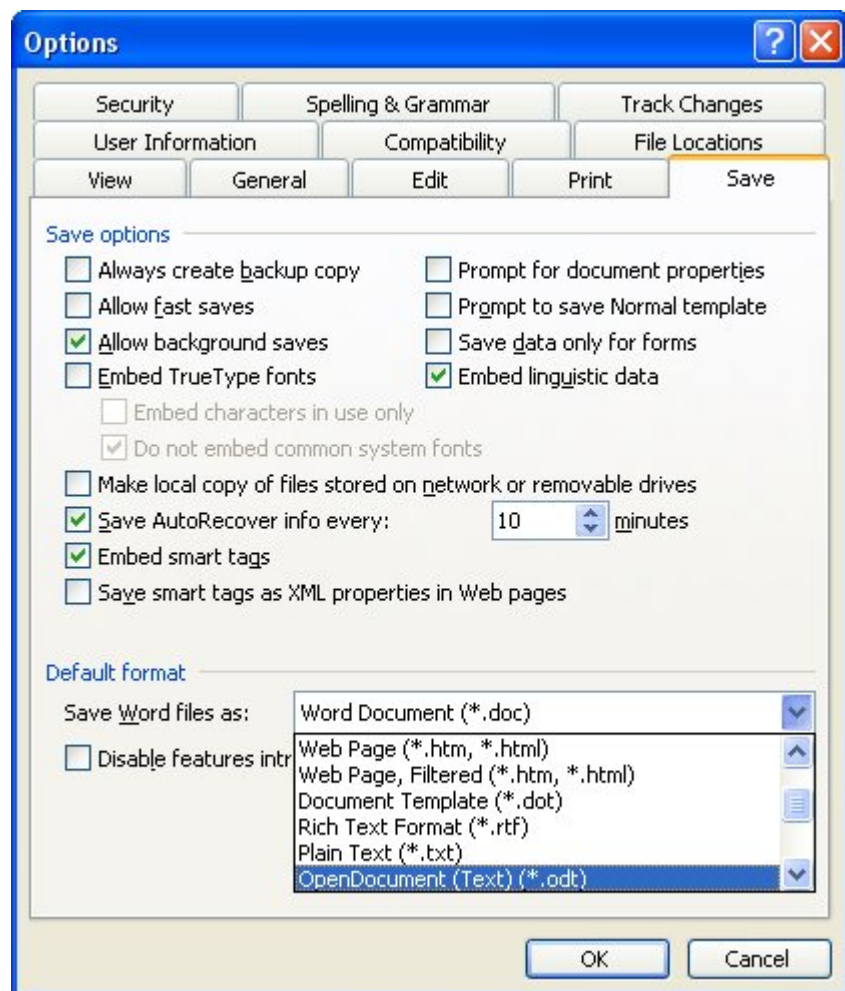 Options
Security Spelling & Grammar Track Changes
User Information Compatibility File Locations
View General Edit Print Save
Save options
Always create backup copy Prompt for document properties
Allow fast saves Prompt to save Normal template
Allow background saves Save data only for forms
Embed TrueType fonts Embed linguistic data
Embed characters in use only
Do not embed common system fonts
Make local copy of files stored on network or removable drives
Save AutoRecover info every: 10 minutes
Embed smart tags
Save smart tags as XML properties in Web pages
Default format
Save Word files as: Word Document (*.doc)
Disable features intr
Web Page (*.htm, *.html)
Web Page, Filtered (*.htm, *.html)
Document Template (*.dot)
Rich Text Format (*.rtf)
Plain Text (*.txt)
OpenDocument (Text) (*.odt)
OK Cancel